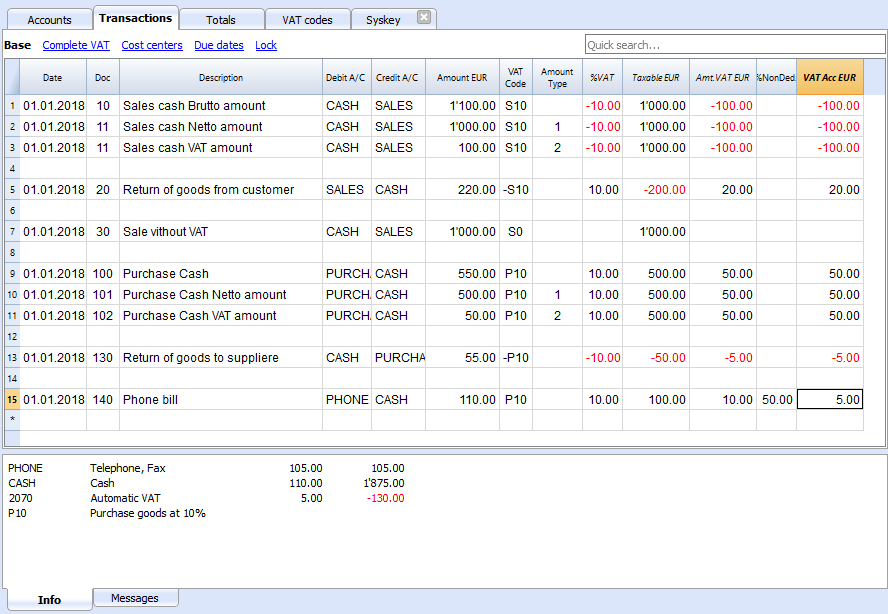 Accounts Transactions Totals VAT codes Syskey
Base Complete VAT Cost centers Due dates Lock Quick search...
Date Doc Description Debit A/C Credit A/C Amount EUR VAT Code Amount Type %VAT Taxable EUR Amt.VAT EUR %NonDed. VAT Acc EUR
1 01.01.2018 10 Sales cash Brutto amount CASH SALES 1'100.00 S10 -10.00 1'000.00 -100.00 -100.00
2 01.01.2018 11 Sales cash Netto amount CASH SALES 1'000.00 S10 1 -10.00 1'000.00 -100.00 -100.00
3 01.01.2018 11 Sales cash VAT amount CASH SALES 100.00 S10 2 -10.00 1'000.00 -100.00 -100.00
4
5 01.01.2018 20 Return of goods from customer SALES CASH 220.00 -S10 10.00 -200.00 20.00 20.00
6
7 01.01.2018 30 Sale vithout VAT CASH SALES 1'000.00 S0 1'000.00
8
9 01.01.2018 100 Purchase Cash PURCH CASH 550.00 P10 10.00 500.00 50.00 50.00
10 01.01.2018 101 Purchase Cash Netto amount PURCH CASH 500.00 P10 1 10.00 500.00 50.00 50.00
11 01.01.2018 102 Purchase Cash VAT amount PURCH CASH 50.00 P10 2 10.00 500.00 50.00 50.00
12
13 01.01.2018 130 Return of goods to suppliere CASH PURCHA 55.00 -P10 -10.00 -50.00 -5.00 -5.00
14
15 01.01.2018 140 Phone bill PHONE CASH 110.00 P10 10.00 100.00 10.00 50.00 5.00
*
PHONE Telephone, Fax 105.00 105.00
CASH Cash 110.00 1'875.00
2070 Automatic VAT 5.00 -130.00
P10 Purchase goods at 10%
Info Messages